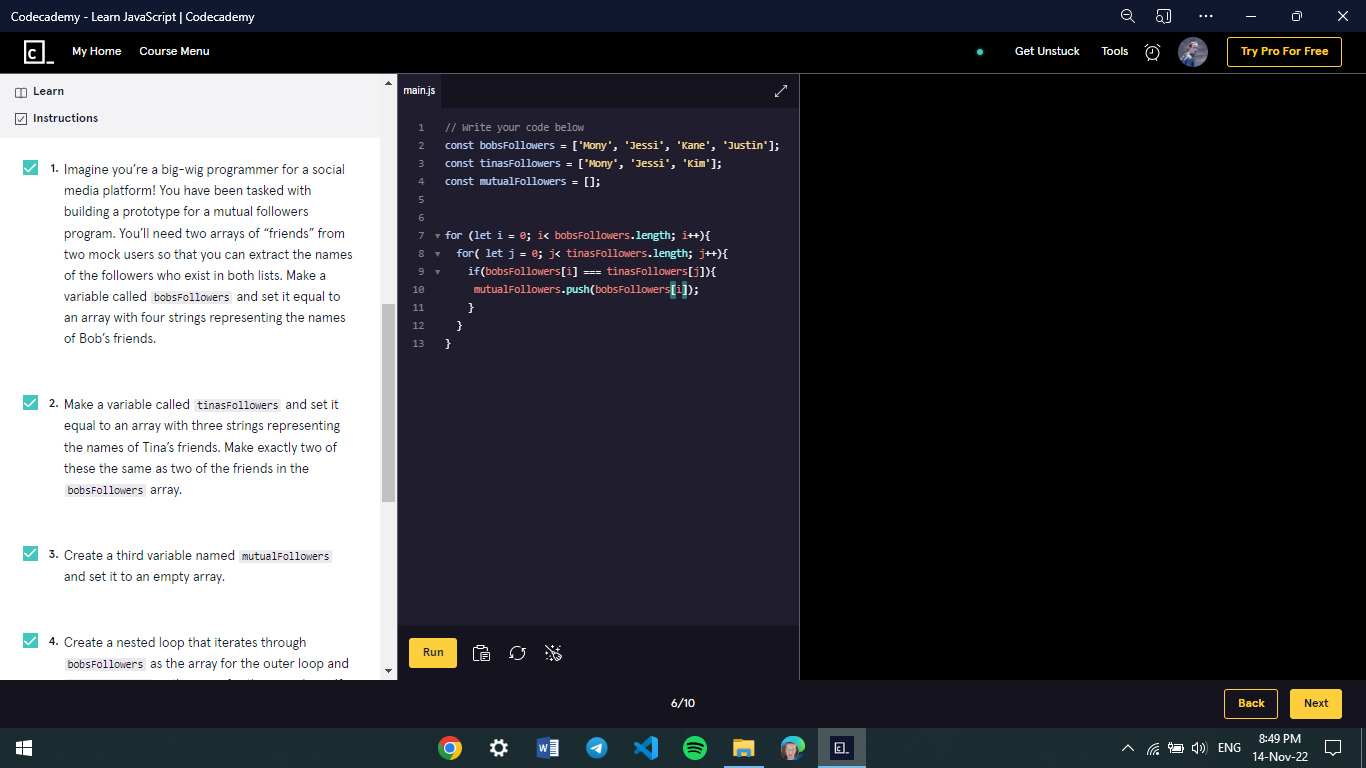 Codecademy - Learn JavaScript | Codecademy
My Home
Course Menu
Get Unstuck
Tools
Try Pro For Free
Learn
Instructions
1. Imagine you're a big-wig programmer for a social
media platform! You have been tasked with
building a prototype for a mutual followers
program. You'll need two arrays of “friends” from
two mock users so that you can extract the names
of the followers who exist in both lists. Make a
variable called bobsFollowers and set it equal to
an array with four strings representing the names
of Bob's friends.
2. Make a variable called tinasFollowers and set it
equal to an array with three strings representing
the names of Tina's friends. Make exactly two of
these the same as two of the friends in the
bobsFollowers array.
3. Create a third variable named mutualFollowers
and set it to an empty array.
4. Create a nested loop that iterates through
bobsFollowers as the array for the outer loop and
main.js
1 // Write your code below
2 const bobsFollowers = ['Mony', 'Jessi', 'Kane', 'Justin'];
3 const tinasFollowers = ['Mony', 'Jessi', 'Kim'];
4 const mutualFollowers = [];
5
6
7 for (let i = 0; i< bobsFollowers.length; i++){
8 for( let j = 0; j< tinasFollowers.length; j++){
9 if(bobsFollowers[i] === tinasFollowers[j]){
10 mutualFollowers.push(bobsFollowers[i]);
11 }
12 }
13 }
Run
6/10
Back
Next
ENG
8:49 PM
14-Nov-22